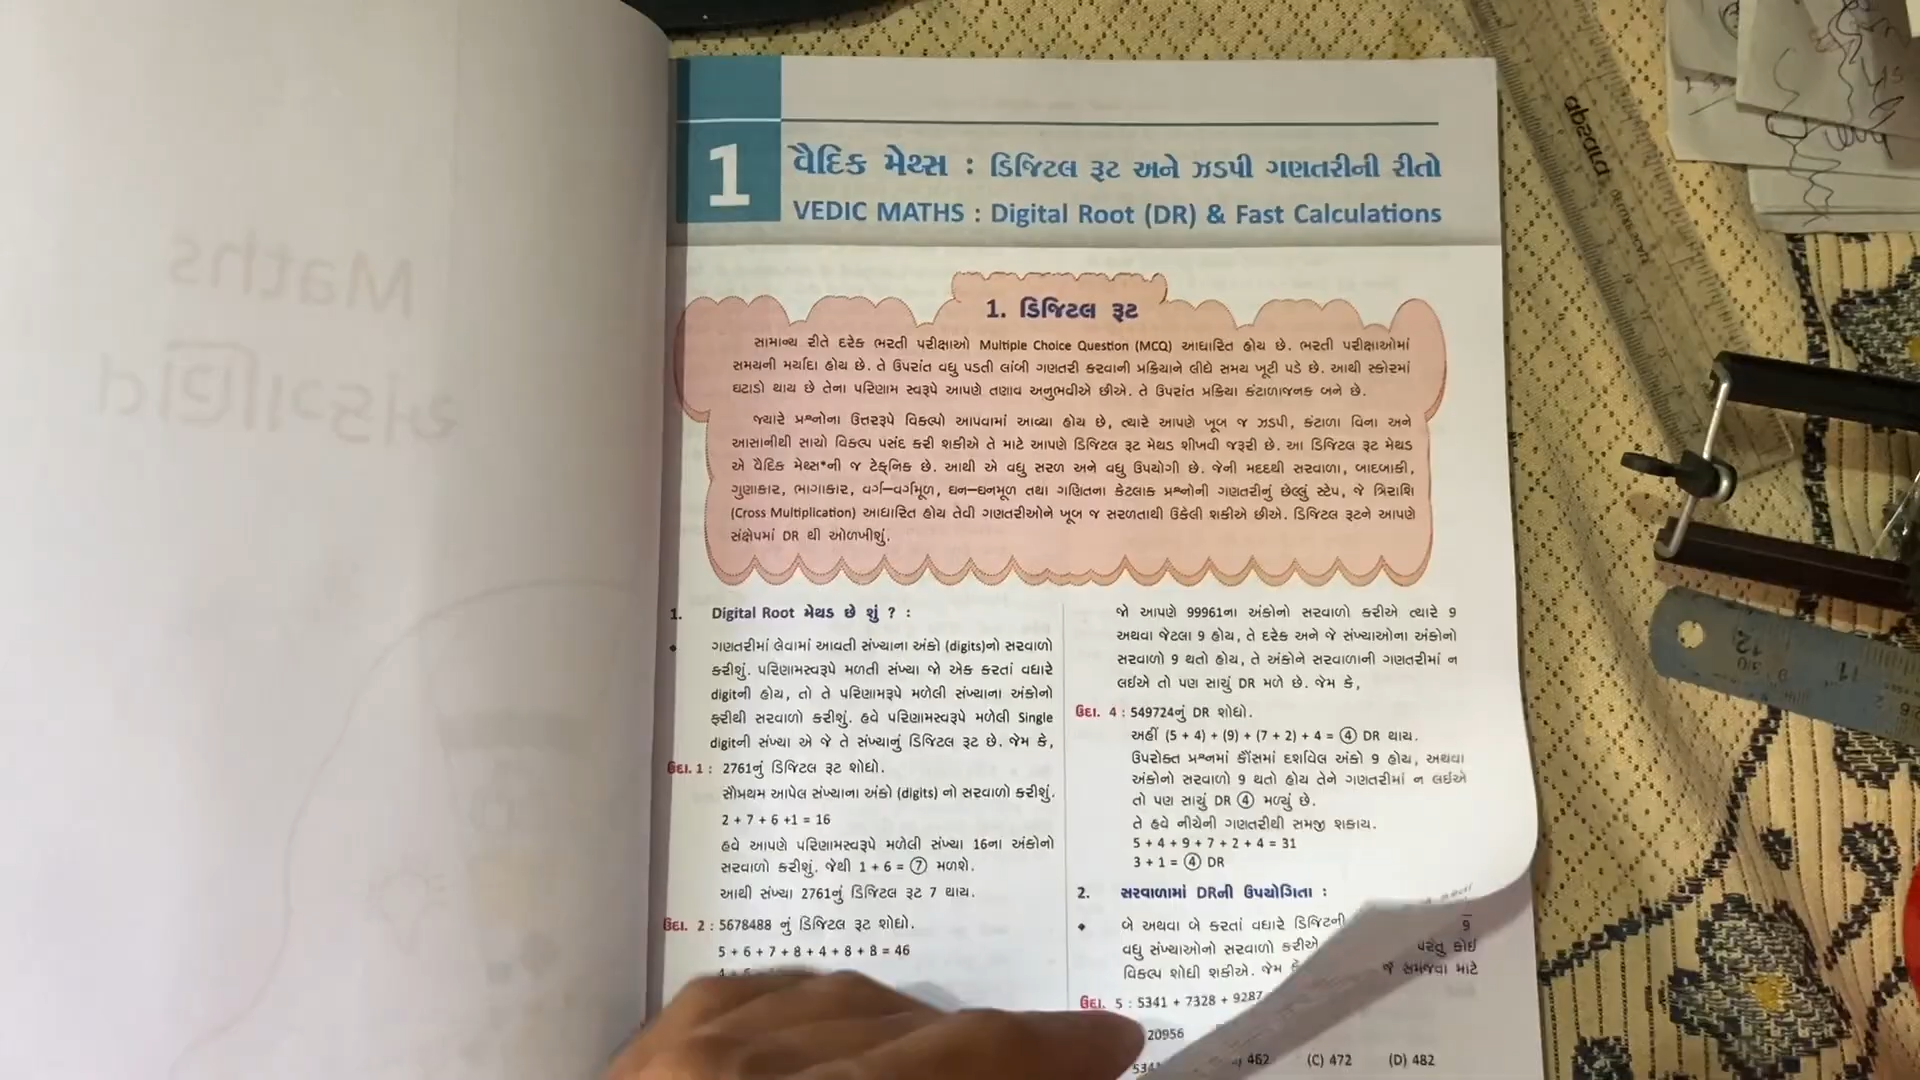 Maths
અંકગણિત
1
વૈદિક મેથ્સ : ડિજિટલ રૂટ અને ઝડપી ગણતરીની રીતો
VEDIC MATHS : Digital Root (DR) & Fast Calculations
1. ડિજિટલ રૂટ
સામાન્ય રીતે દરેક ભરતી પરીક્ષાઓ Multiple Choice Question (MCQ) આધારિત હોય છે. ભરતી પરીક્ષાઓમાં
સમયની મર્યાદા હોય છે. તે ઉપરાંત વધુ પડતી લાંબી ગણતરી કરવાની પ્રક્રિયાને લીધે સમય ખૂટી પડે છે. આથી સ્કોરમાં
ઘટાડો થાય છે તેના પરિણામ સ્વરૂપે આપણે તણાવ અનુભવીએ છીએ. તે ઉપરાંત પ્રક્રિયા કંટાળાજનક બને છે.
જ્યારે પ્રશ્નોના ઉત્તરરૂપે વિકલ્પો આપવામાં આવ્યા હોય છે, ત્યારે આપણે ખૂબ જ ઝડપી, કંટાળા વિના અને
આસાનીથી સાચો વિકલ્પ પસંદ કરી શકીએ તે માટે આપણે ડિજિટલ રૂટ મેથડ શીખવી જરૂરી છે. આ ડિજિટલ રૂટ મેથડ
એ વૈદિક મેથ્સ*ની જ ટેક્નિક છે. આથી એ વધુ સરળ અને વધુ ઉપયોગી છે. જેની મદદથી સરવાળા, બાદબાકી,
ગુણાકાર, ભાગાકાર, વર્ગ–વર્ગમૂળ, ઘન–ઘનમૂળ તથા ગણિતના કેટલાક પ્રશ્નોની ગણતરીનું છેલ્લું સ્ટેપ, જે ત્રિરાશિ
(Cross Multiplication) આધારિત હોય તેવી ગણતરીઓને ખૂબ જ સરળતાથી ઉકેલી શકીએ છીએ. ડિજિટલ રૂટને આપણે
સંક્ષેપમાં DR થી ઓળખીશું.
1. Digital Root મેથડ છે શું ? :
♦ ગણતરીમાં લેવામાં આવતી સંખ્યાના અંકો (digits)નો સરવાળો
કરીશું. પરિણામસ્વરૂપે મળતી સંખ્યા જો એક કરતાં વધારે
digitની હોય, તો તે પરિણામરૂપે મળેલી સંખ્યાના અંકોનો
ફરીથી સરવાળો કરીશું. હવે પરિણામસ્વરૂપે મળેલી Single
digitની સંખ્યા એ જે તે સંખ્યાનું ડિજિટલ રૂટ છે. જેમ કે,
ઉદા. 1 : 2761નું ડિજિટલ રૂટ શોધો.
સૌપ્રથમ આપેલ સંખ્યાના અંકો (digits) નો સરવાળો કરીશું.
2 + 7 + 6 +1 = 16
હવે આપણે પરિણામસ્વરૂપે મળેલી સંખ્યા 16ના અંકોનો
સરવાળો કરીશું. જેથી 1 + 6 = ⑦ મળશે.
આથી સંખ્યા 2761નું ડિજિટલ રૂટ 7 થાય.
ઉદા. 2 : 5678488 નું ડિજિટલ રૂટ શોધો.
5 + 6 + 7 + 8 + 4 + 8 + 8 = 46
જો આપણે 99961ના અંકોનો સરવાળો કરીએ ત્યારે 9
અથવા જેટલા 9 હોય, તે દરેક અને જે સંખ્યાઓના અંકોનો
સરવાળો 9 થતો હોય, તે અંકોને સરવાળાની ગણતરીમાં ન
લઈએ તો પણ સાચું DR મળે છે. જેમ કે,
ઉદા. 4 : 549724નું DR શોધો.
અહીં (5 + 4) + (9) + (7 + 2) + 4 = ④ DR થાય.
ઉપરોક્ત પ્રશ્નમાં કૌંસમાં દર્શાવેલ અંકો 9 હોય, અથવા
અંકોનો સરવાળો 9 થતો હોય તેને ગણતરીમાં ન લઈએ
તો પણ સાચું DR ④ મળ્યું છે.
તે હવે નીચેની ગણતરીથી સમજી શકાય.
5 + 4 + 9 + 7 + 2 + 4 = 31
3 + 1 = ④ DR
2. સરવાળામાં DRની ઉપયોગિતા :
♦ બે અથવા બે કરતાં વધારે ડિજિટની
વધુ સંખ્યાઓનો સરવાળો કરીએ પરંતુ કોઈ
વિકલ્પ શોધી શકીએ. જેમ જ સમજવા માટે
ઉદા. 5 : 5341 + 7328 + 9287
20956
462 (C) 472 (D) 482
9
absala